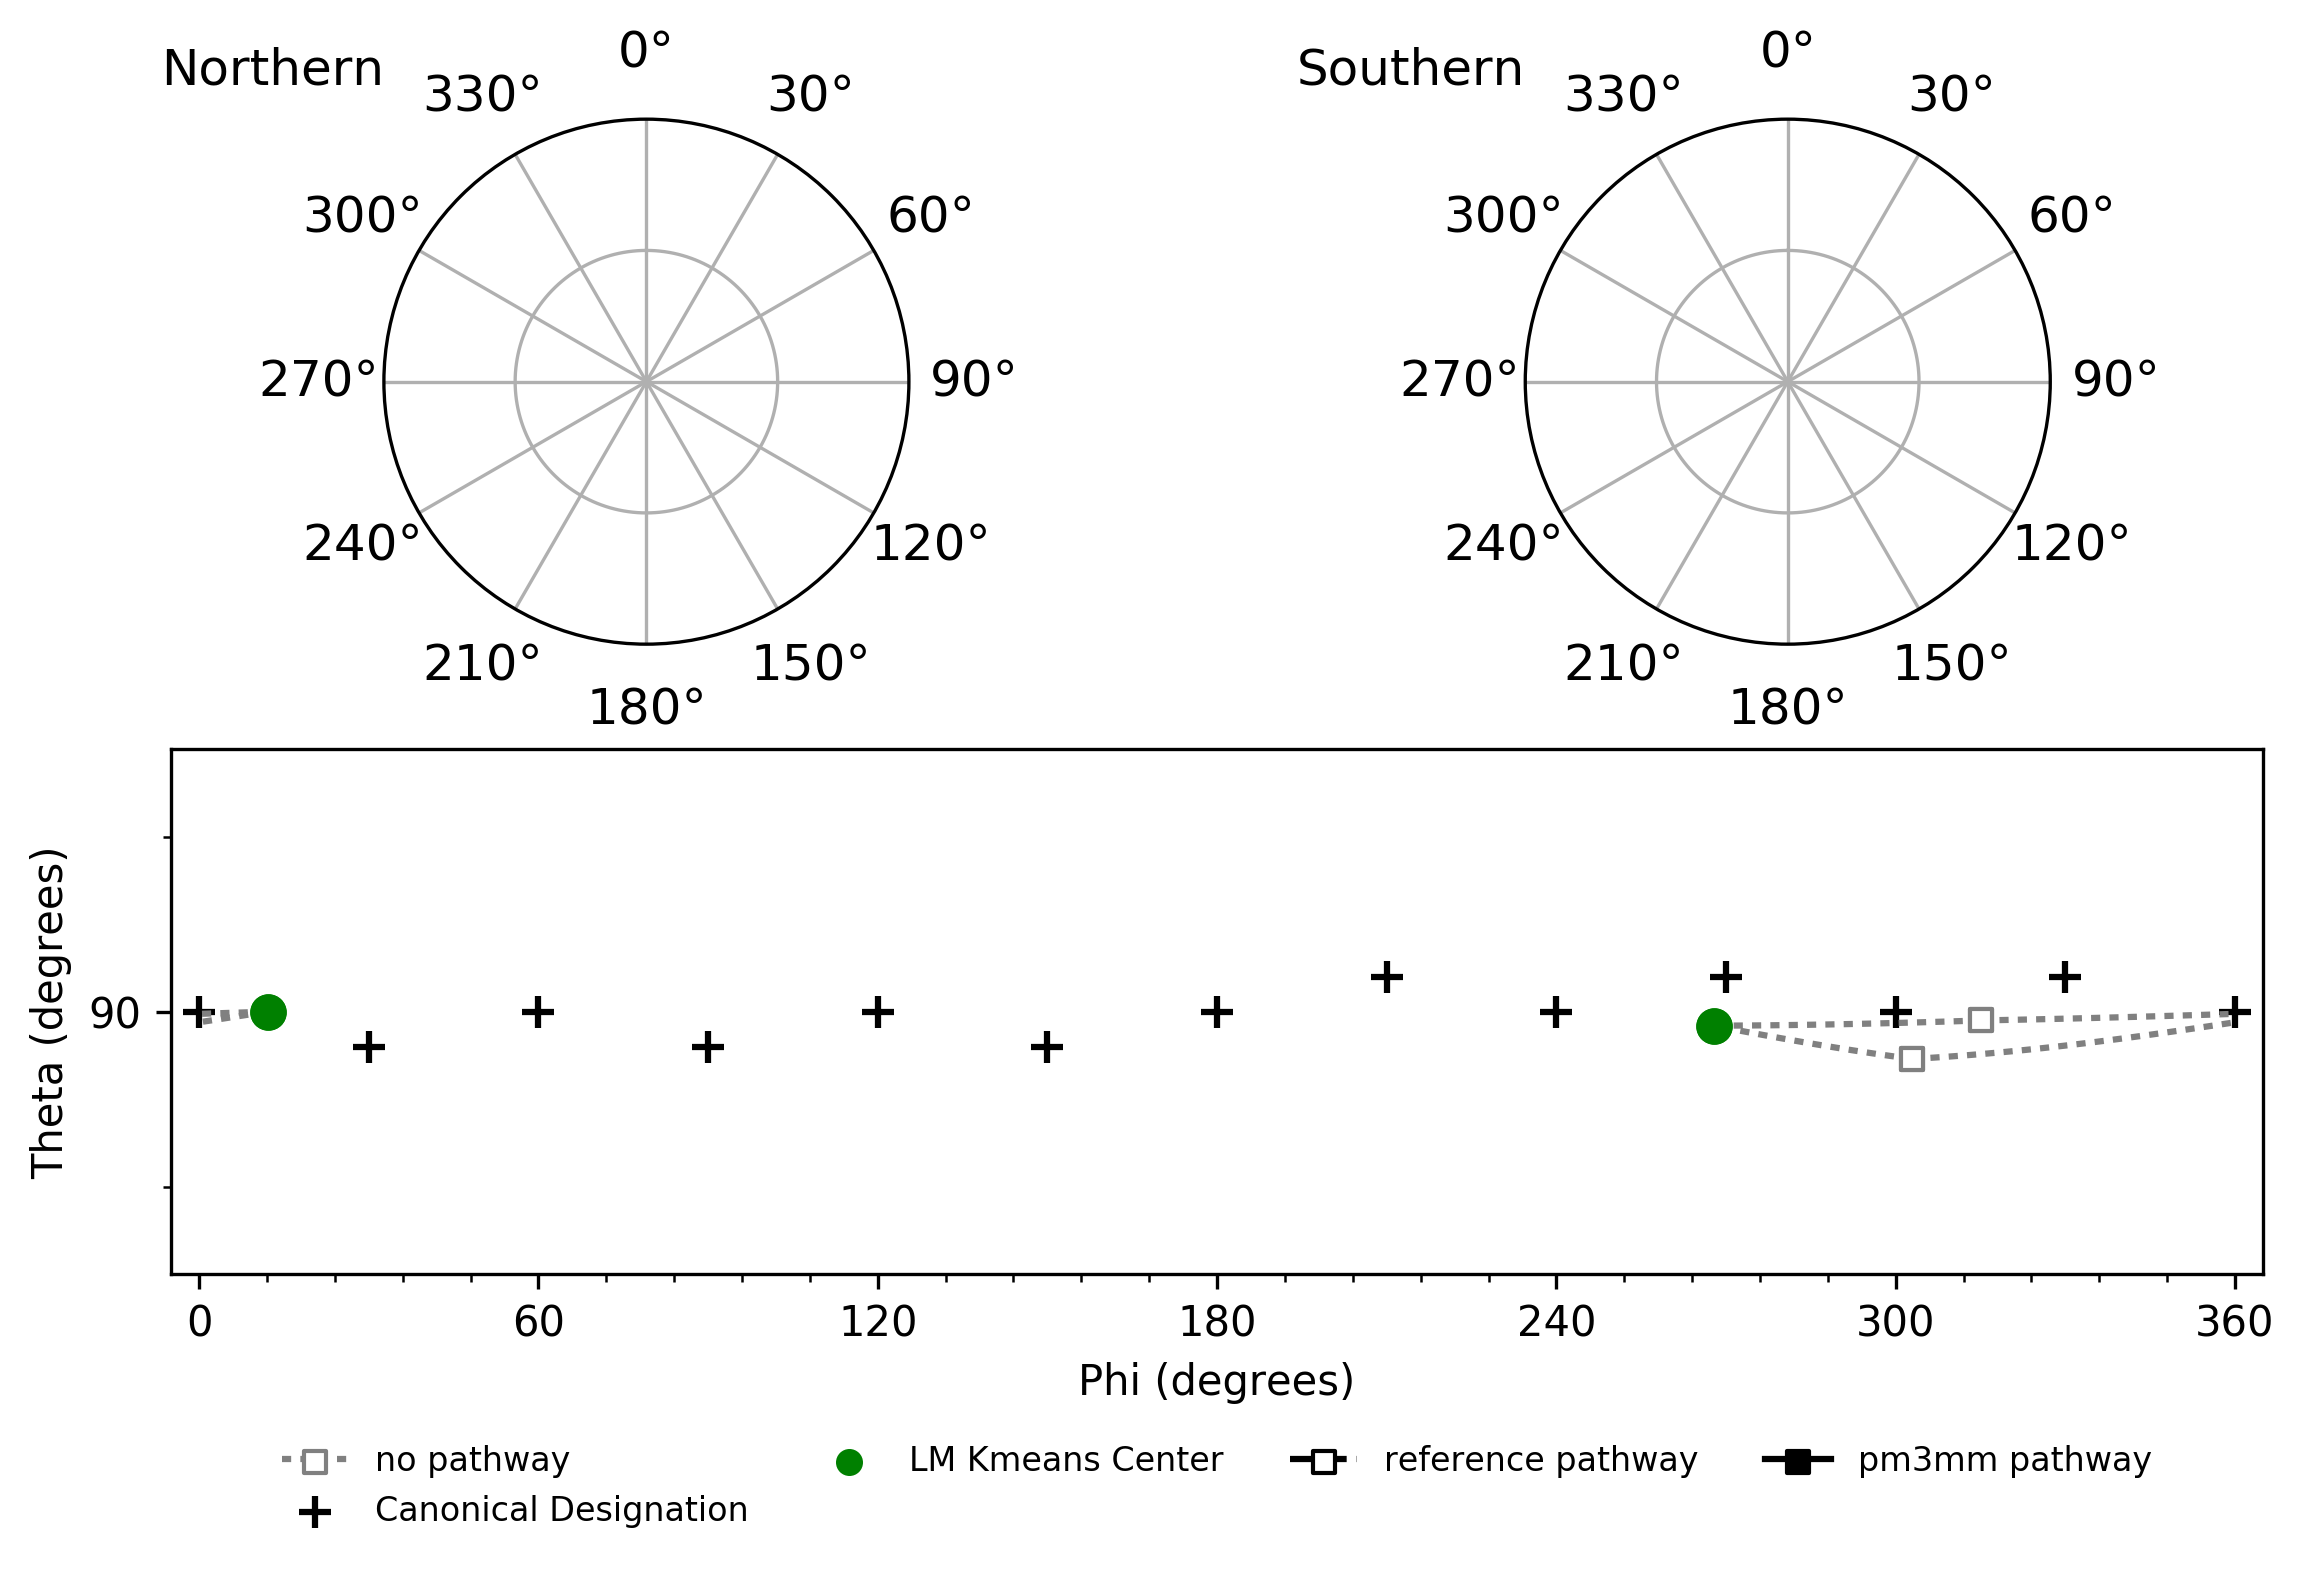 Northern
0°
330°
30°
300°
60°
270°
90°
240°
120°
210°
150°
180°
Southern
0°
330°
30°
300°
60°
270°
90°
240°
120°
210°
150°
180°
Theta (degrees)
90
0 60 120 180 240 300 360
Phi (degrees)
no pathway
Canonical Designation
LM Kmeans Center
reference pathway
pm3mm pathway